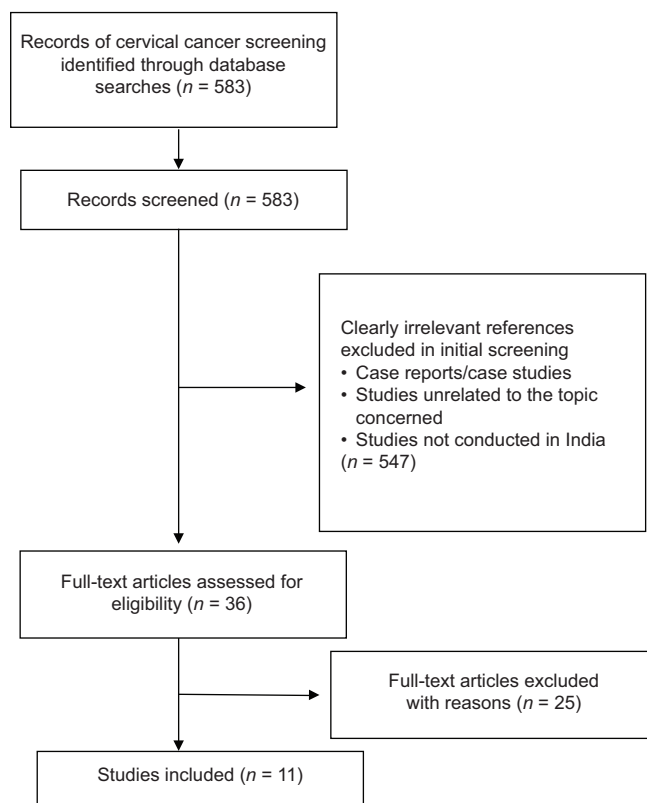 Records of cervical cancer screening
identified through database
searches (n = 583)
Records screened (n = 583)
Clearly irrelevant references
excluded in initial screening
• Case reports/case studies
• Studies unrelated to the topic
concerned
• Studies not conducted in India
(n = 547)
Full-text articles assessed for
eligibility (n = 36)
Full-text articles excluded
with reasons (n = 25)
Studies included (n = 11)